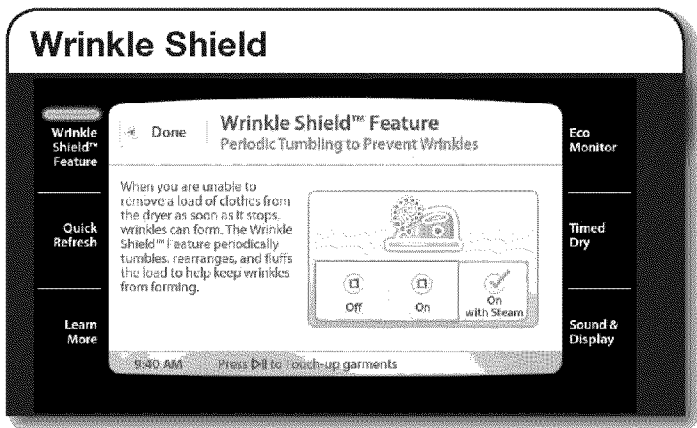 Wrinkle Shield
Wrinkle
Shield™
Feature
Quick
Refresh
Learn
More
Done
Wrinkle Shield™ Feature
Periodic Tumbling to Prevent Wrinkles
When you are unable to
remove a load of clothes from
the dryer as soon as it stops,
wrinkles can form. The Wrinkle
Shield™ Feature periodically
tumbles, rearranges, and fluffs
the load to help keep wrinkles
from forming.
Off
On
On
with Steam
9:40 AM
Press to Touch-up garments
Eco
Monitor
Timed
Dry
Sound &
Display